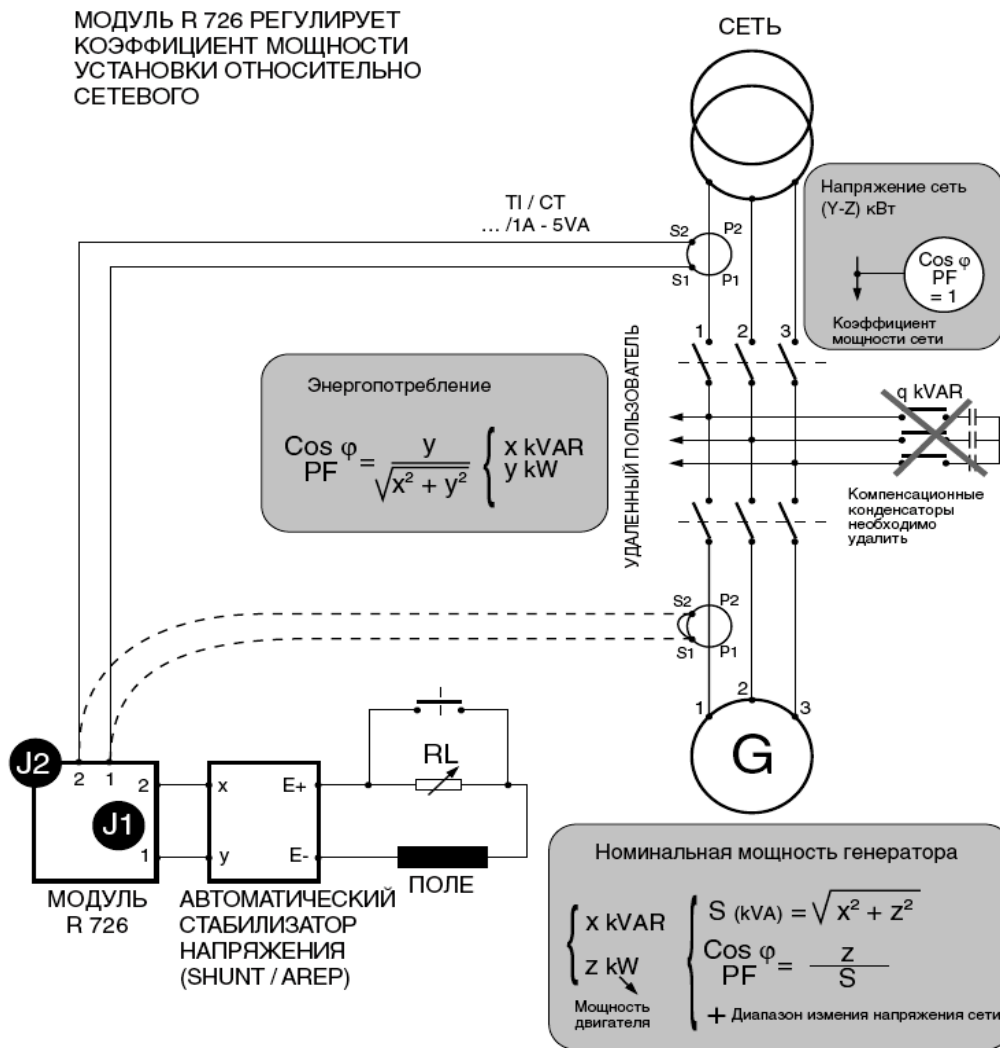 МОДУЛЬ R 726 РЕГУЛИРУЕТ
КОЭФФИЦИЕНТ МОЩНОСТИ
УСТАНОВКИ ОТНОСИТЕЛЬНО
СЕТЕВОГО
СЕТЬ
Напряжение сеть
(Y-Z) кВт
Cos φ
PF
= 1
Коэффициент
мощности сети
TI / CT
... /1A - 5VA
S2 P2
S1 P1
1 2 3
УДАЛЕННЫЙ ПОЛЬЗОВАТЕЛЬ
q kVAR
Компенсационные
конденсаторы
необходимо
удалить
Энергопотребление
Cos φ
PF = y / √x² + y²
x kVAR
y kW
S2 P2
S1 P1
1 2 3
G
J2
2 1
J1
2
1
МОДУЛЬ
R 726
x E+
y E-
АВТОМАТИЧЕСКИЙ
СТАБИЛИЗАТОР
НАПРЯЖЕНИЯ
(SHUNT / AREP)
RL
ПОЛЕ
Номинальная мощность генератора
x kVAR
z kW
Мощность
двигателя
S (kVA) = √x² + z²
Cos φ
PF = z / S
+ Диапазон измения напряжения сети